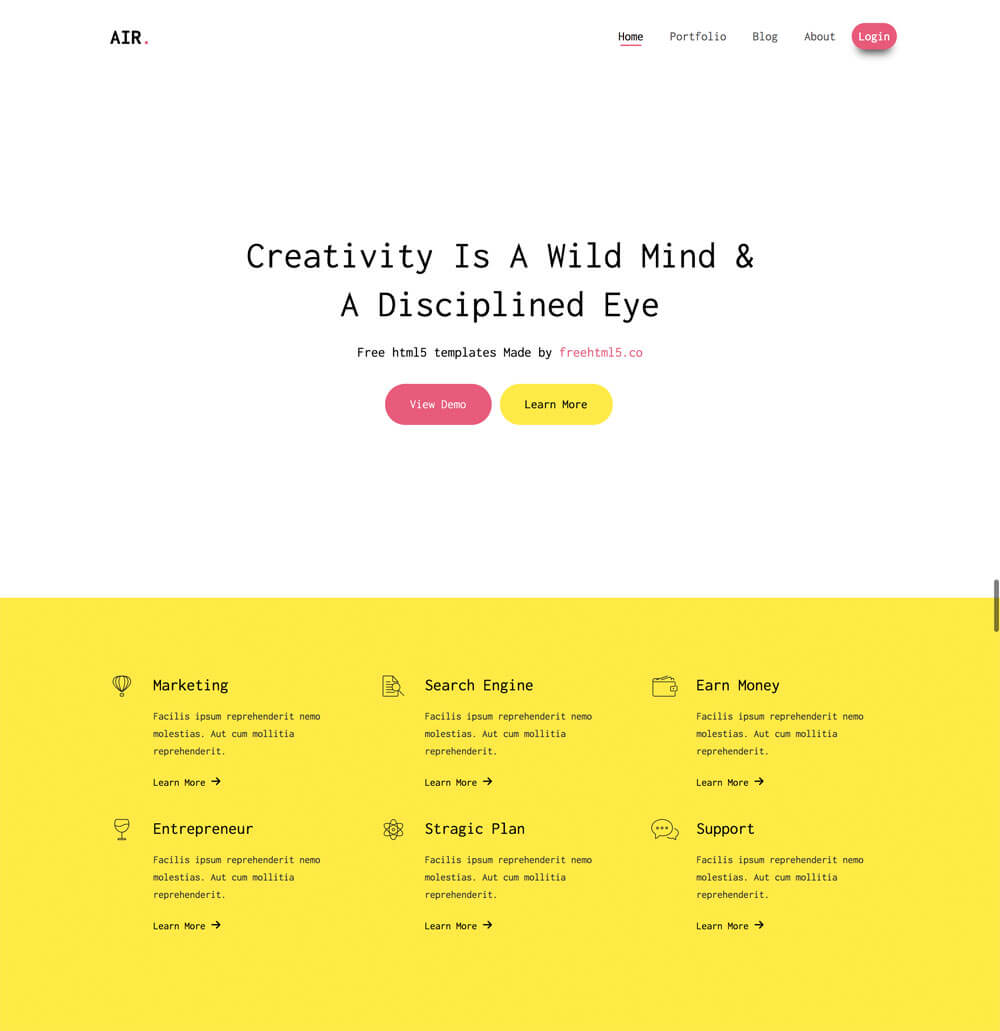 AIR.
Home Portfolio Blog About Login
Creativity Is A Wild Mind &
A Disciplined Eye
Free html5 templates Made by freehtml5.co
View Demo
Learn More
Marketing
Facilis ipsum reprehenderit nemo
molestias. Aut cum mollitia
reprehenderit.
Learn More →
Search Engine
Facilis ipsum reprehenderit nemo
molestias. Aut cum mollitia
reprehenderit.
Learn More →
Earn Money
Facilis ipsum reprehenderit nemo
molestias. Aut cum mollitia
reprehenderit.
Learn More →
Entrepreneur
Facilis ipsum reprehenderit nemo
molestias. Aut cum mollitia
reprehenderit.
Learn More →
Stragic Plan
Facilis ipsum reprehenderit nemo
molestias. Aut cum mollitia
reprehenderit.
Learn More →
Support
Facilis ipsum reprehenderit nemo
molestias. Aut cum mollitia
reprehenderit.
Learn More →